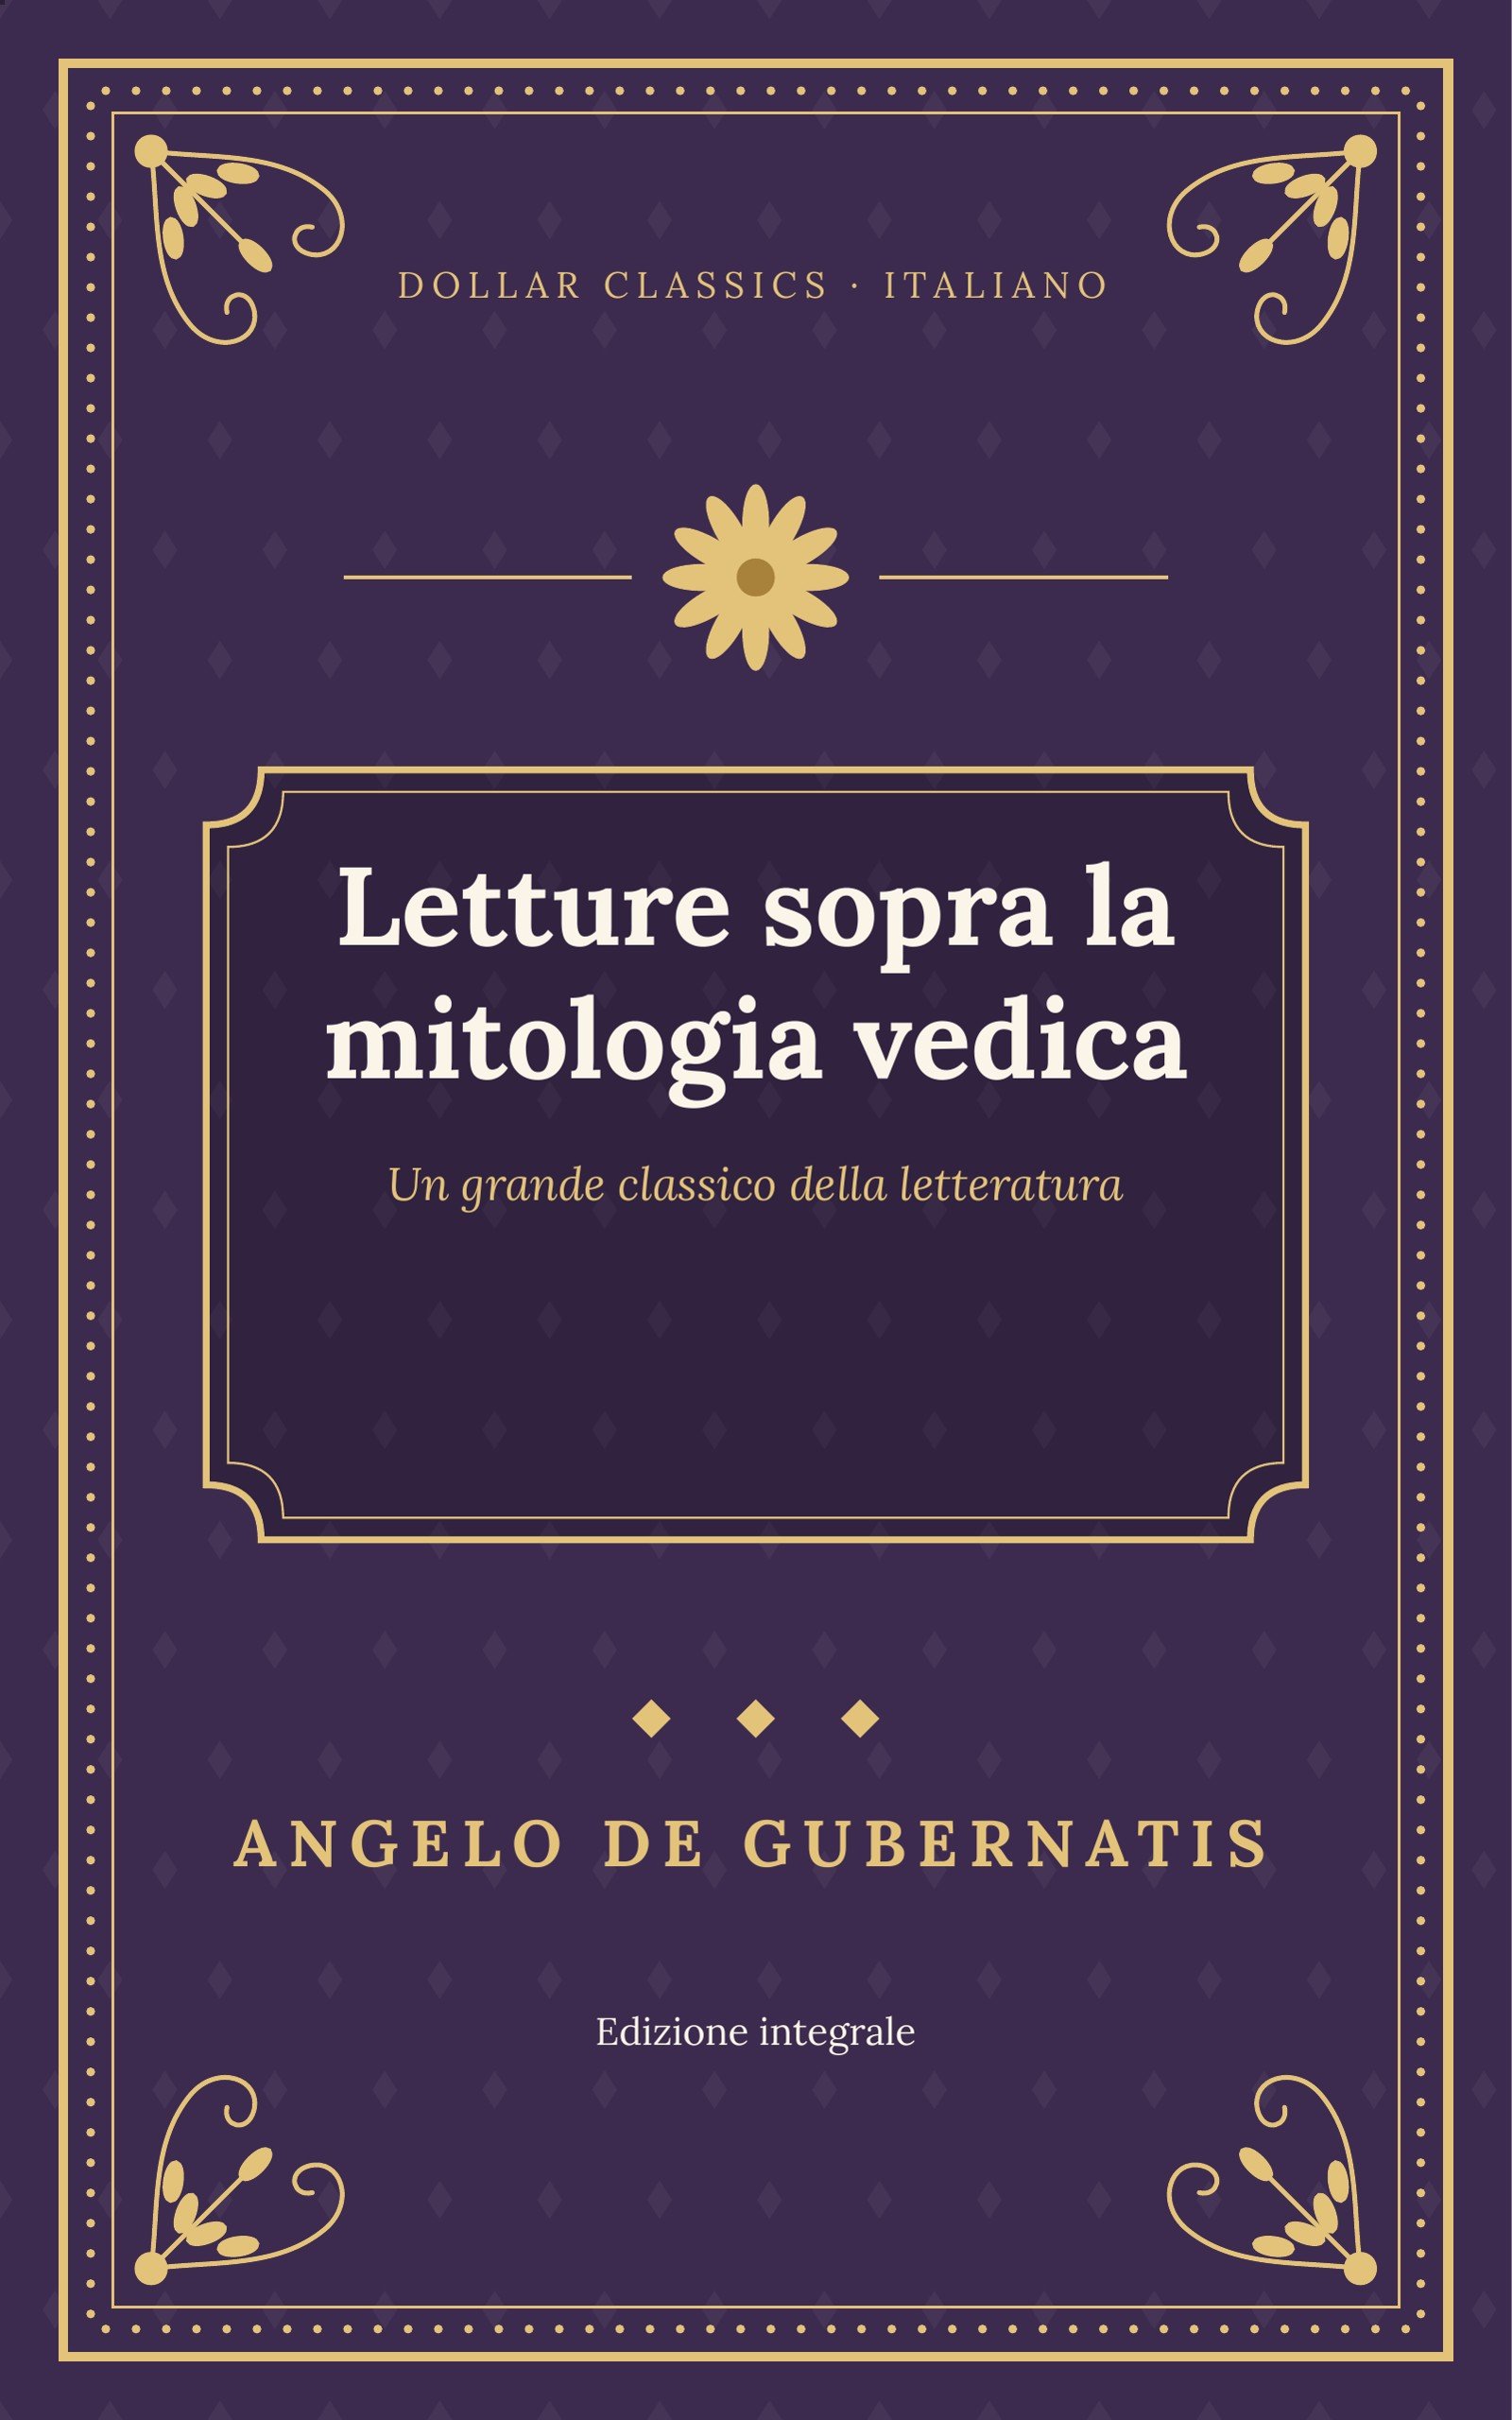 DOLLAR CLASSICS · ITALIANO
Letture sopra la
mitologia vedica
Un grande classico della letteratura
ANGELO DE GUBERNATIS
Edizione integrale